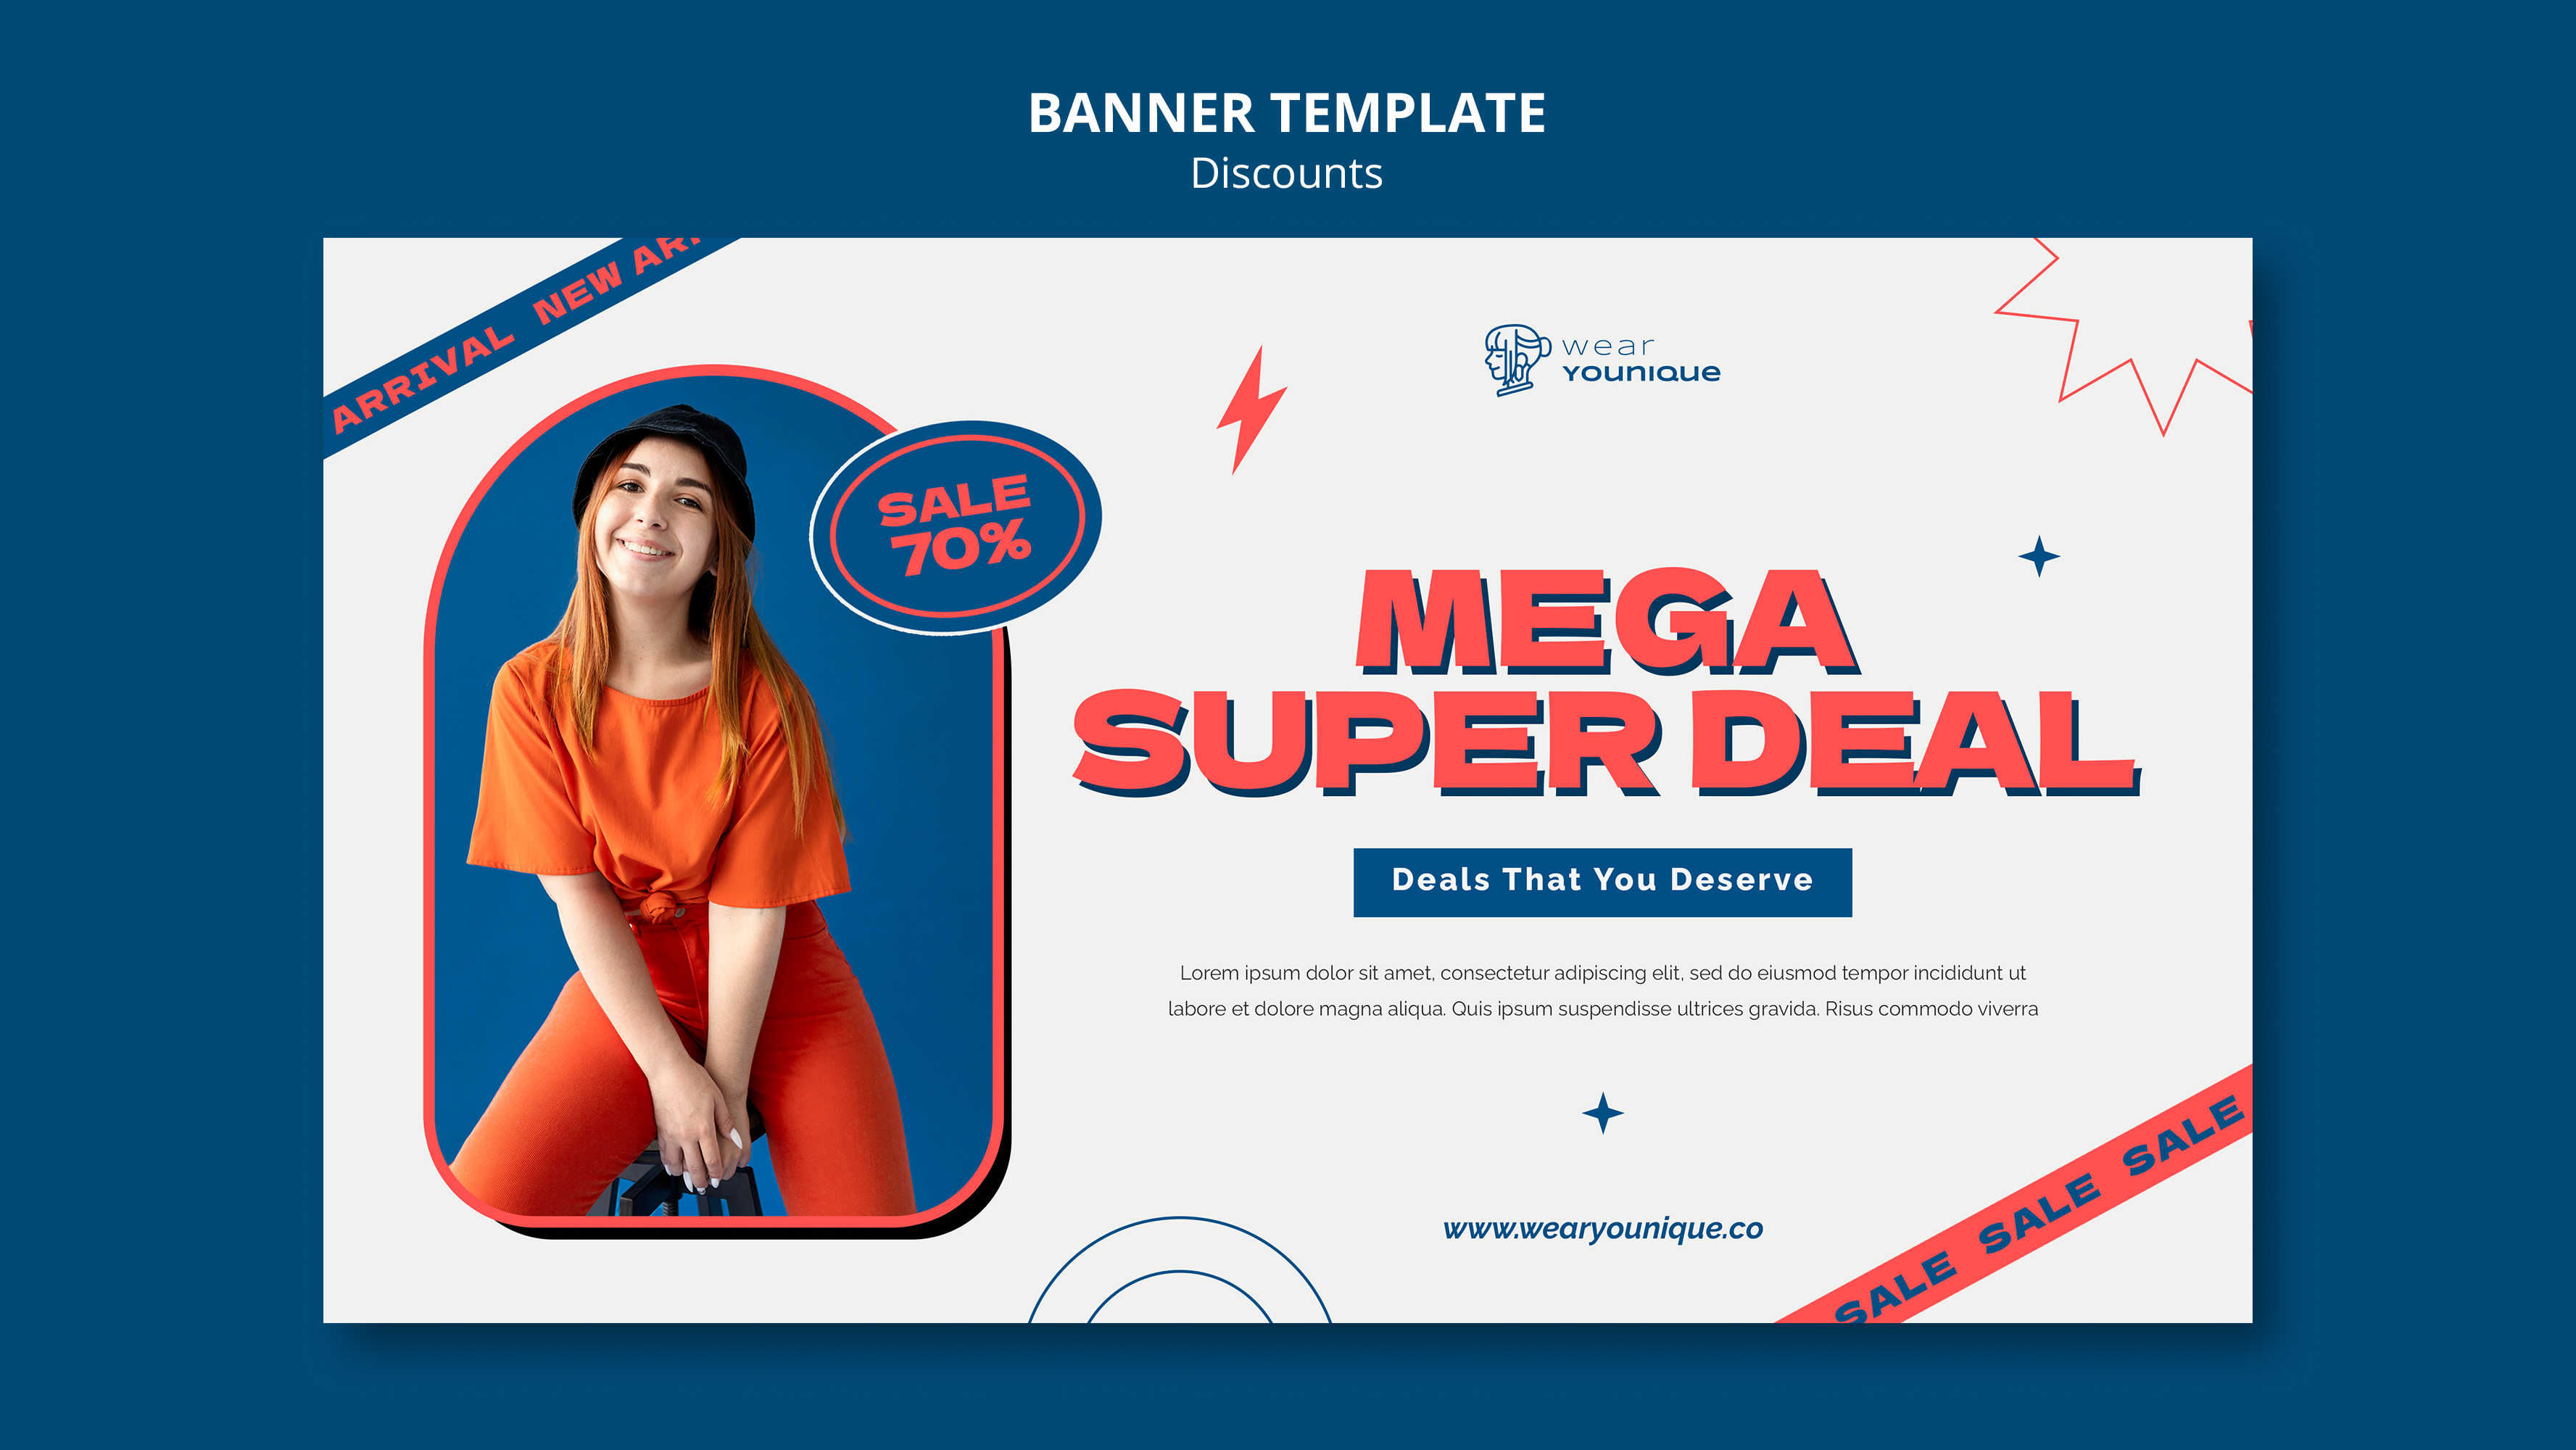 BANNER TEMPLATE
Discounts
ARRIVAL NEW ARR
wear
YOUNIQUE
SALE
70%
MEGA
SUPER DEAL
Deals That You Deserve
Lorem ipsum dolor sit amet, consectetur adipiscing elit, sed do eiusmod tempor incididunt ut
labore et dolore magna aliqua. Quis ipsum suspendisse ultrices gravida. Risus commodo viverra
www.wearyounique.co
SALE SALE SALE